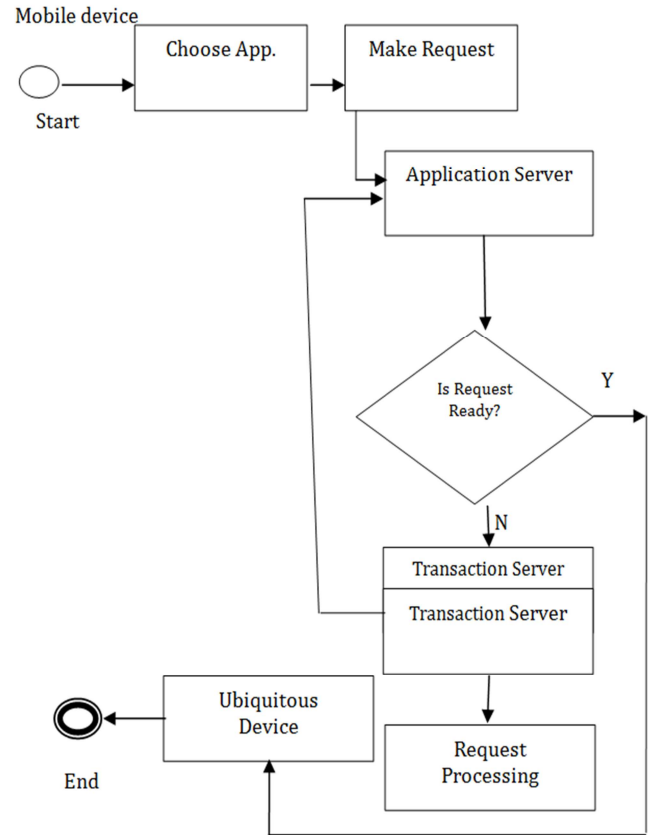 Mobile device
Choose App.
Make Request
Start
Application Server
Is Request
Ready?
Y
N
Transaction Server
Transaction Server
Ubiquitous
Device
Request
Processing
End